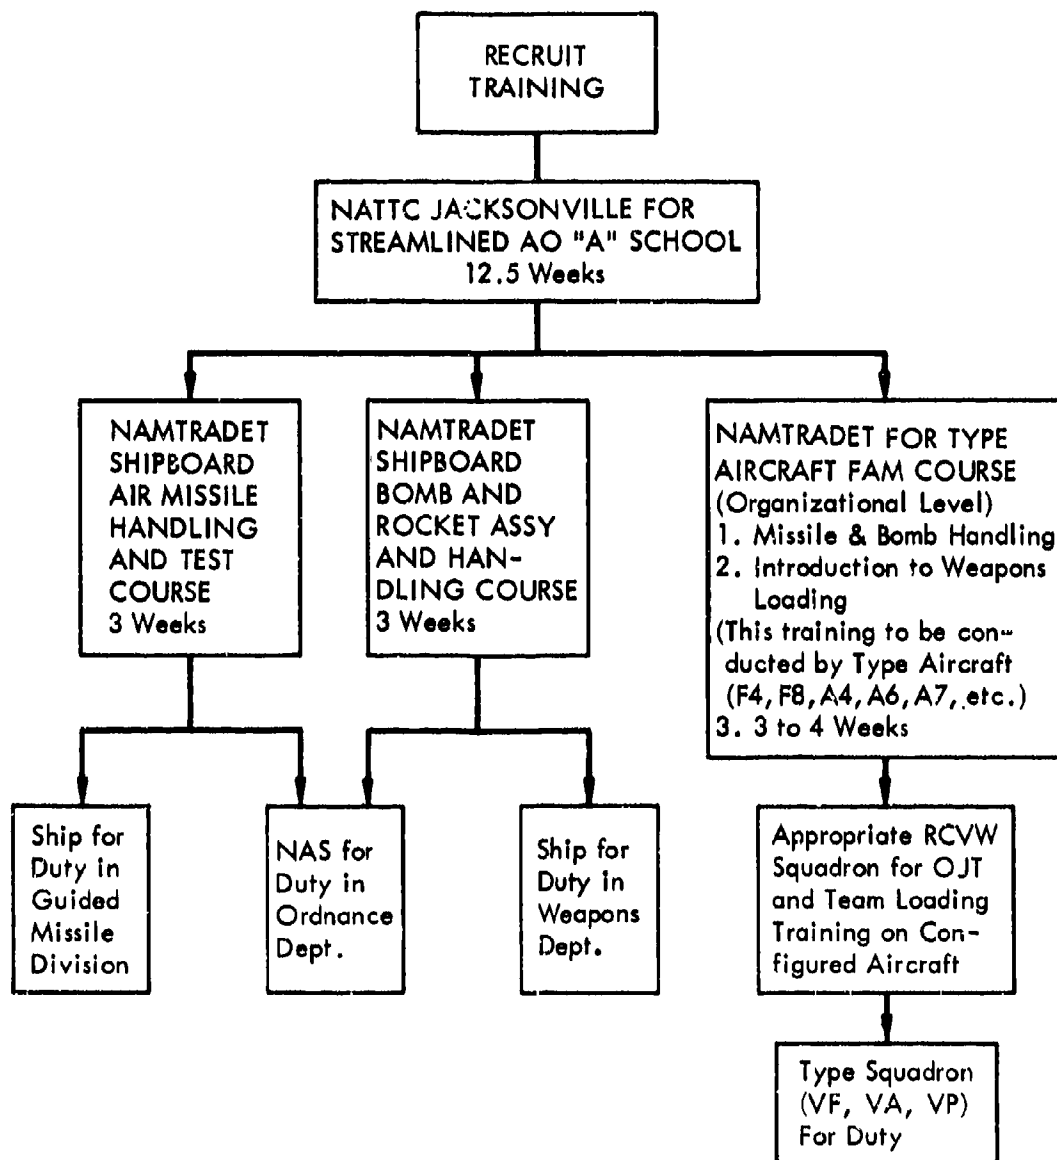 RECRUIT
TRAINING
NATTC JACKSONVILLE FOR
STREAMLINED AO "A" SCHOOL
12.5 Weeks
NAMTRADET
SHIPBOARD
AIR MISSILE
HANDLING
AND TEST
COURSE
3 Weeks
NAMTRADET
SHIPBOARD
BOMB AND
ROCKET ASSY
AND HAN-
DLING COURSE
3 Weeks
NAMTRADET FOR TYPE
AIRCRAFT FAM COURSE
(Organizational Level)
1. Missile & Bomb Handling
2. Introduction to Weapons
Loading
(This training to be con-
ducted by Type Aircraft
(F4, F8, A4, A6, A7, etc.)
3. 3 to 4 Weeks
Ship for
Duty in
Guided
Missile
Division
NAS for
Duty in
Ordnance
Dept.
Ship for
Duty in
Weapons
Dept.
Appropriate RCVW
Squadron for OJT
and Team Loading
Training on Con-
figured Aircraft
Type Squadron
(VF, VA, VP)
For Duty